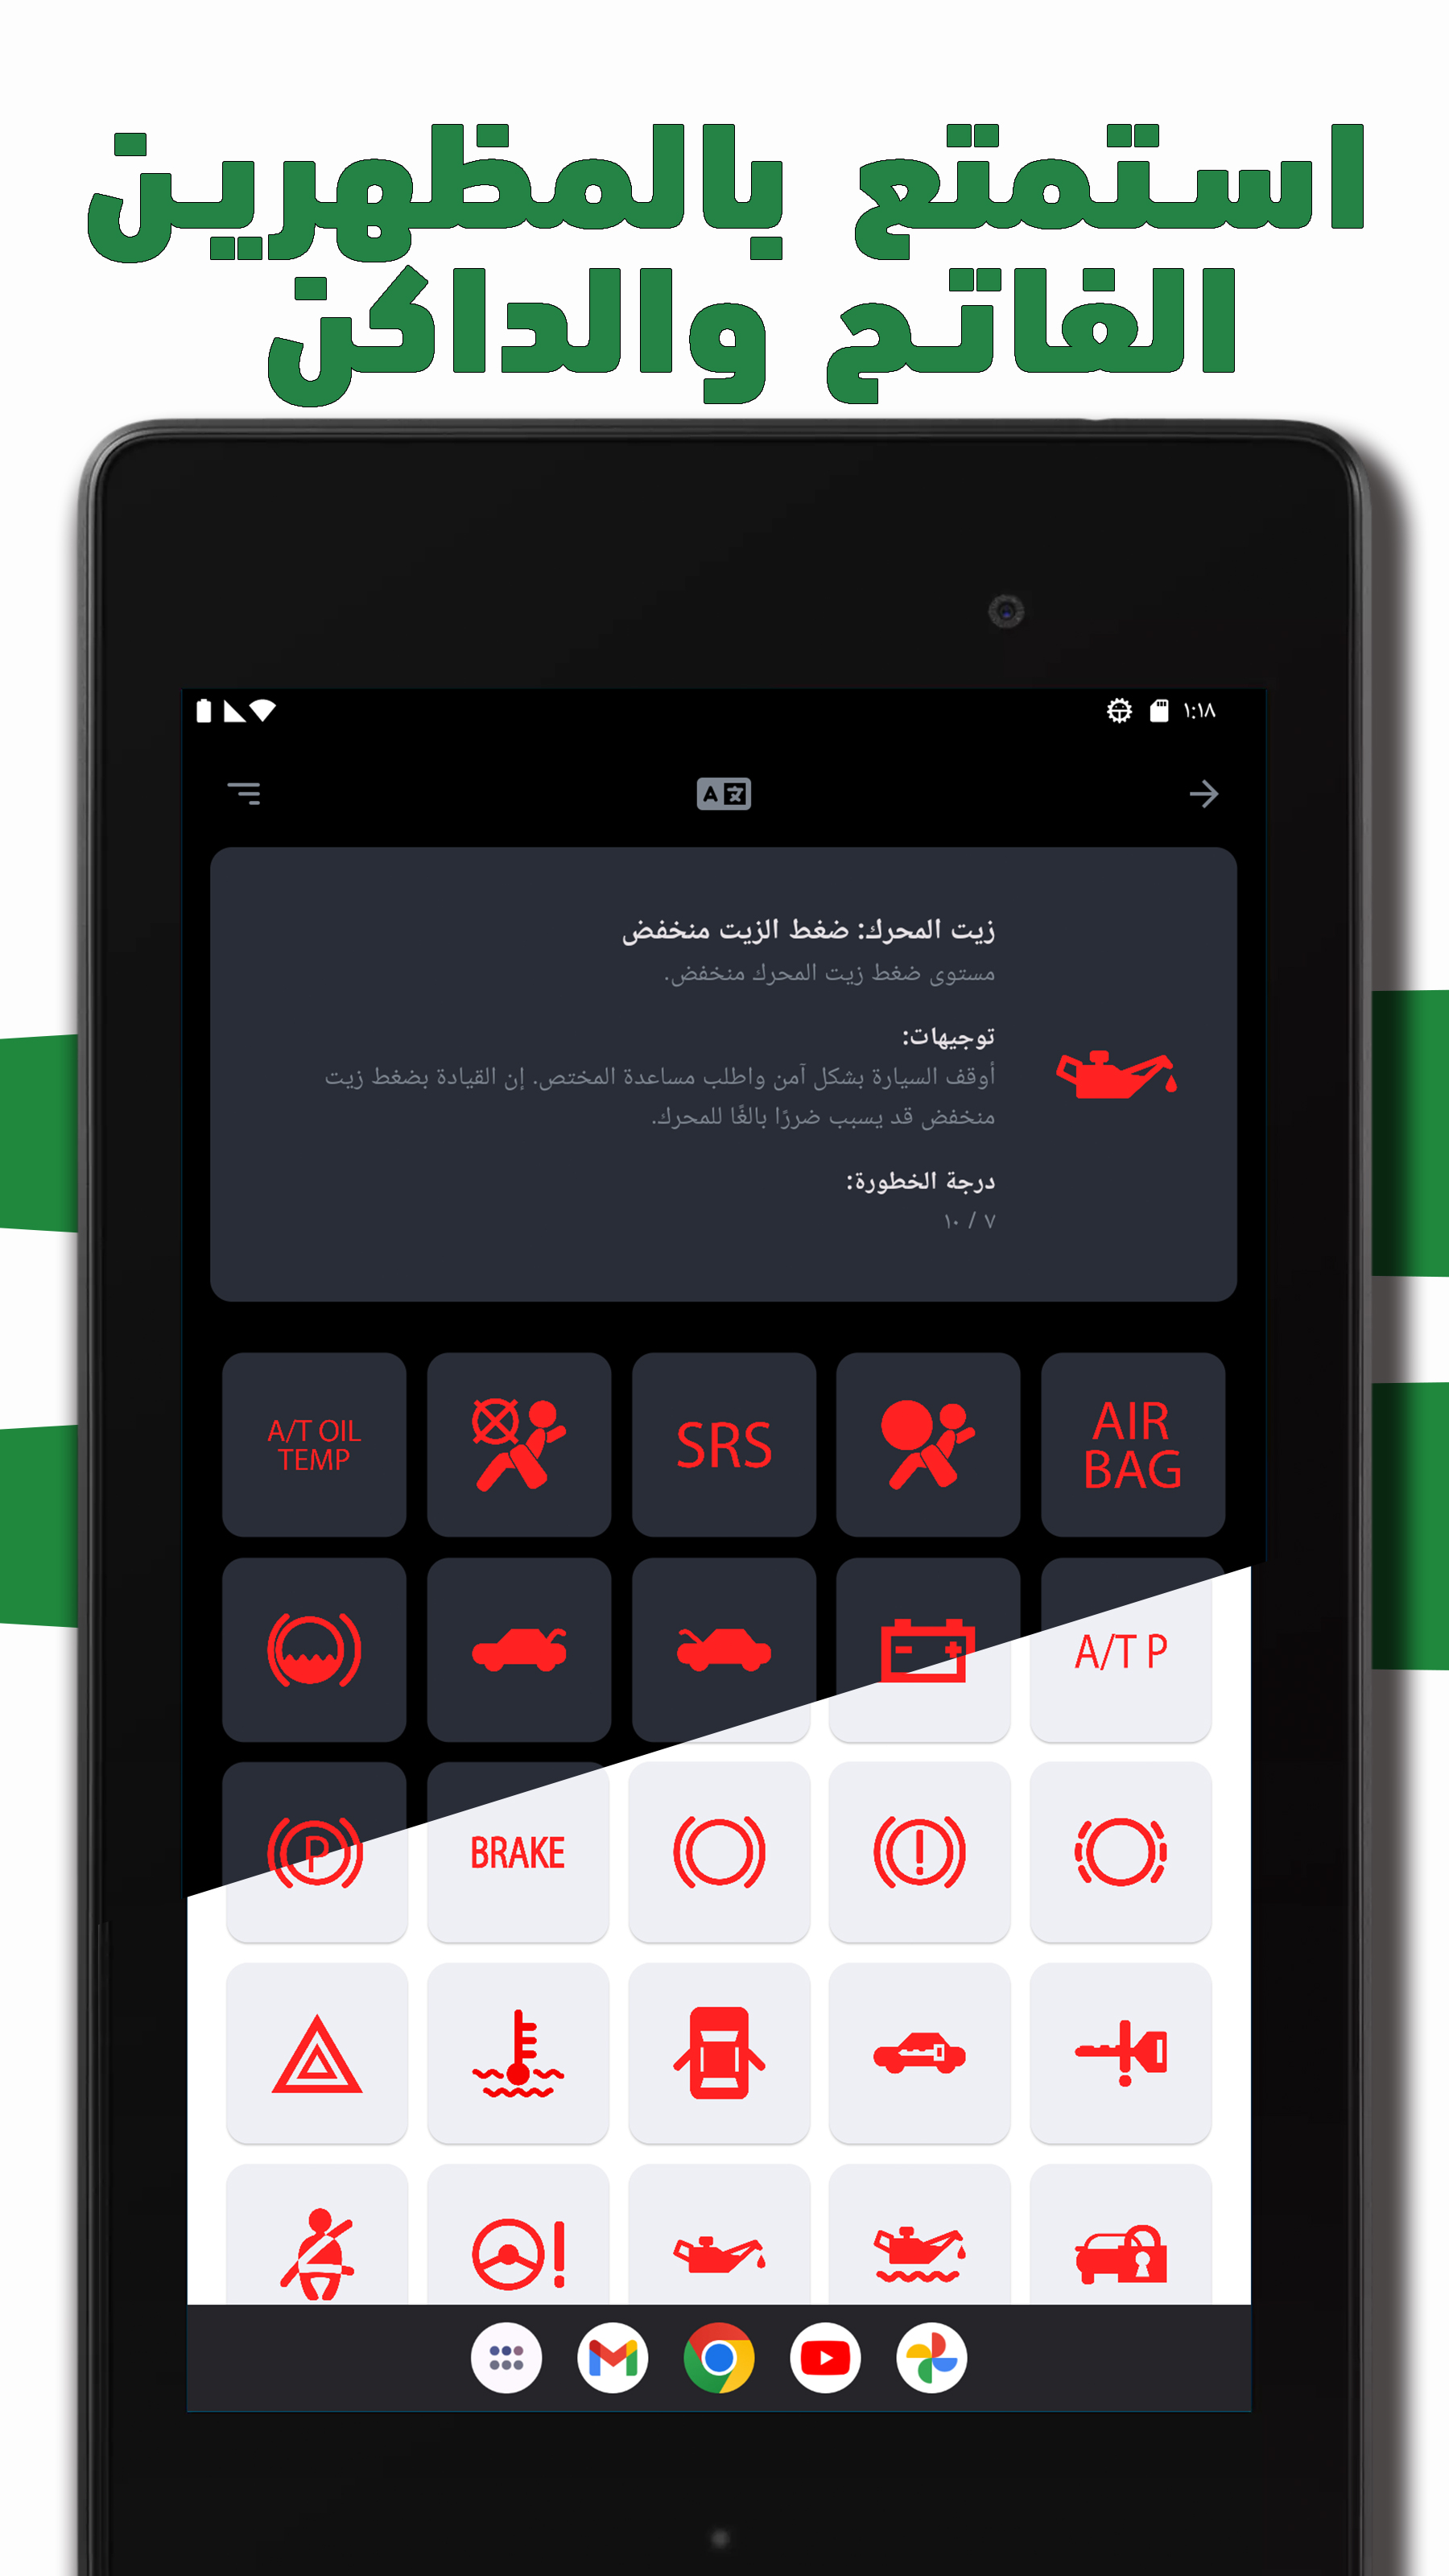 استمتع بالمظهرين
الفاتح والداكن
١:١٨
زيت المحرك: ضغط الزيت منخفض
مستوى ضغط زيت المحرك منخفض.
توجيهات:
أوقف السيارة بشكل آمن واطلب مساعدة المختص. إن القيادة بضغط زيت
منخفض قد يسبب ضررًا بالغًا للمحرك.
درجة الخطورة:
٧ / ١٠
AIR
BAG
SRS
A/T OIL
TEMP
A/T P
BRAKE
P